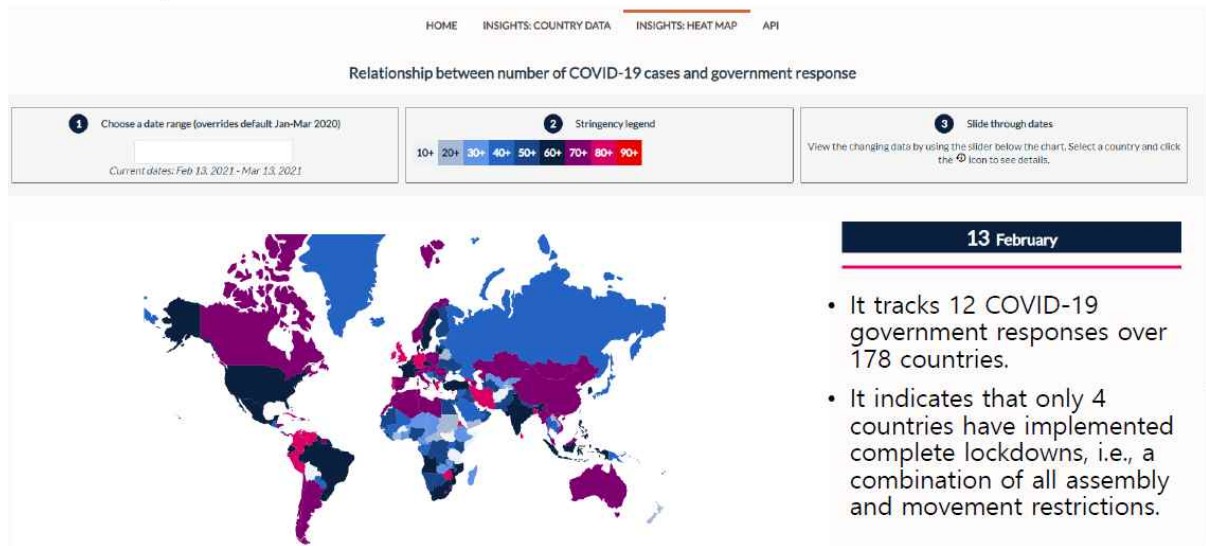 HOME INSIGHTS: COUNTRY DATA INSIGHTS: HEAT MAP API
Relationship between number of COVID-19 cases and government response
1 Choose a date range (overrides default Jan-Mar 2020)
Current dates: Feb 13, 2021 - Mar 13, 2021
2 Stringency legend
10+ 20+ 30+ 40+ 50+ 60+ 70+ 80+ 90+
3 Slide through dates
View the changing data by using the slider below the chart. Select a country and click
the icon to see details.
13 February
• It tracks 12 COVID-19
government responses over
178 countries.
• It indicates that only 4
countries have implemented
complete lockdowns, i.e., a
combination of all assembly
and movement restrictions.